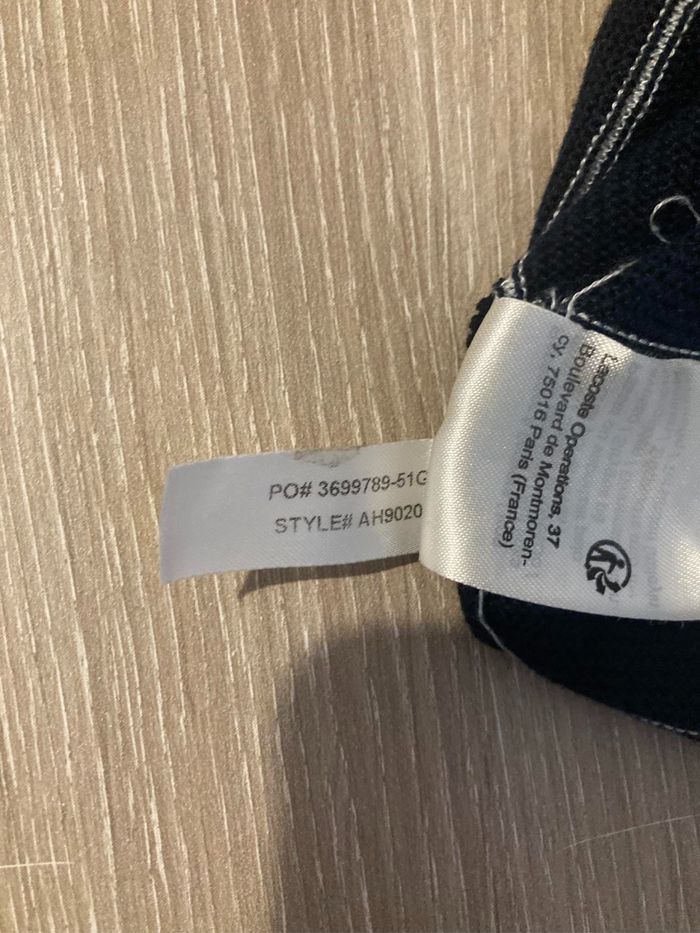 PO# 3699789-51G
STYLE# AH9020
Lacoste Operations, 37
Boulevard de Montmoren-
cy, 75016 Paris (France)